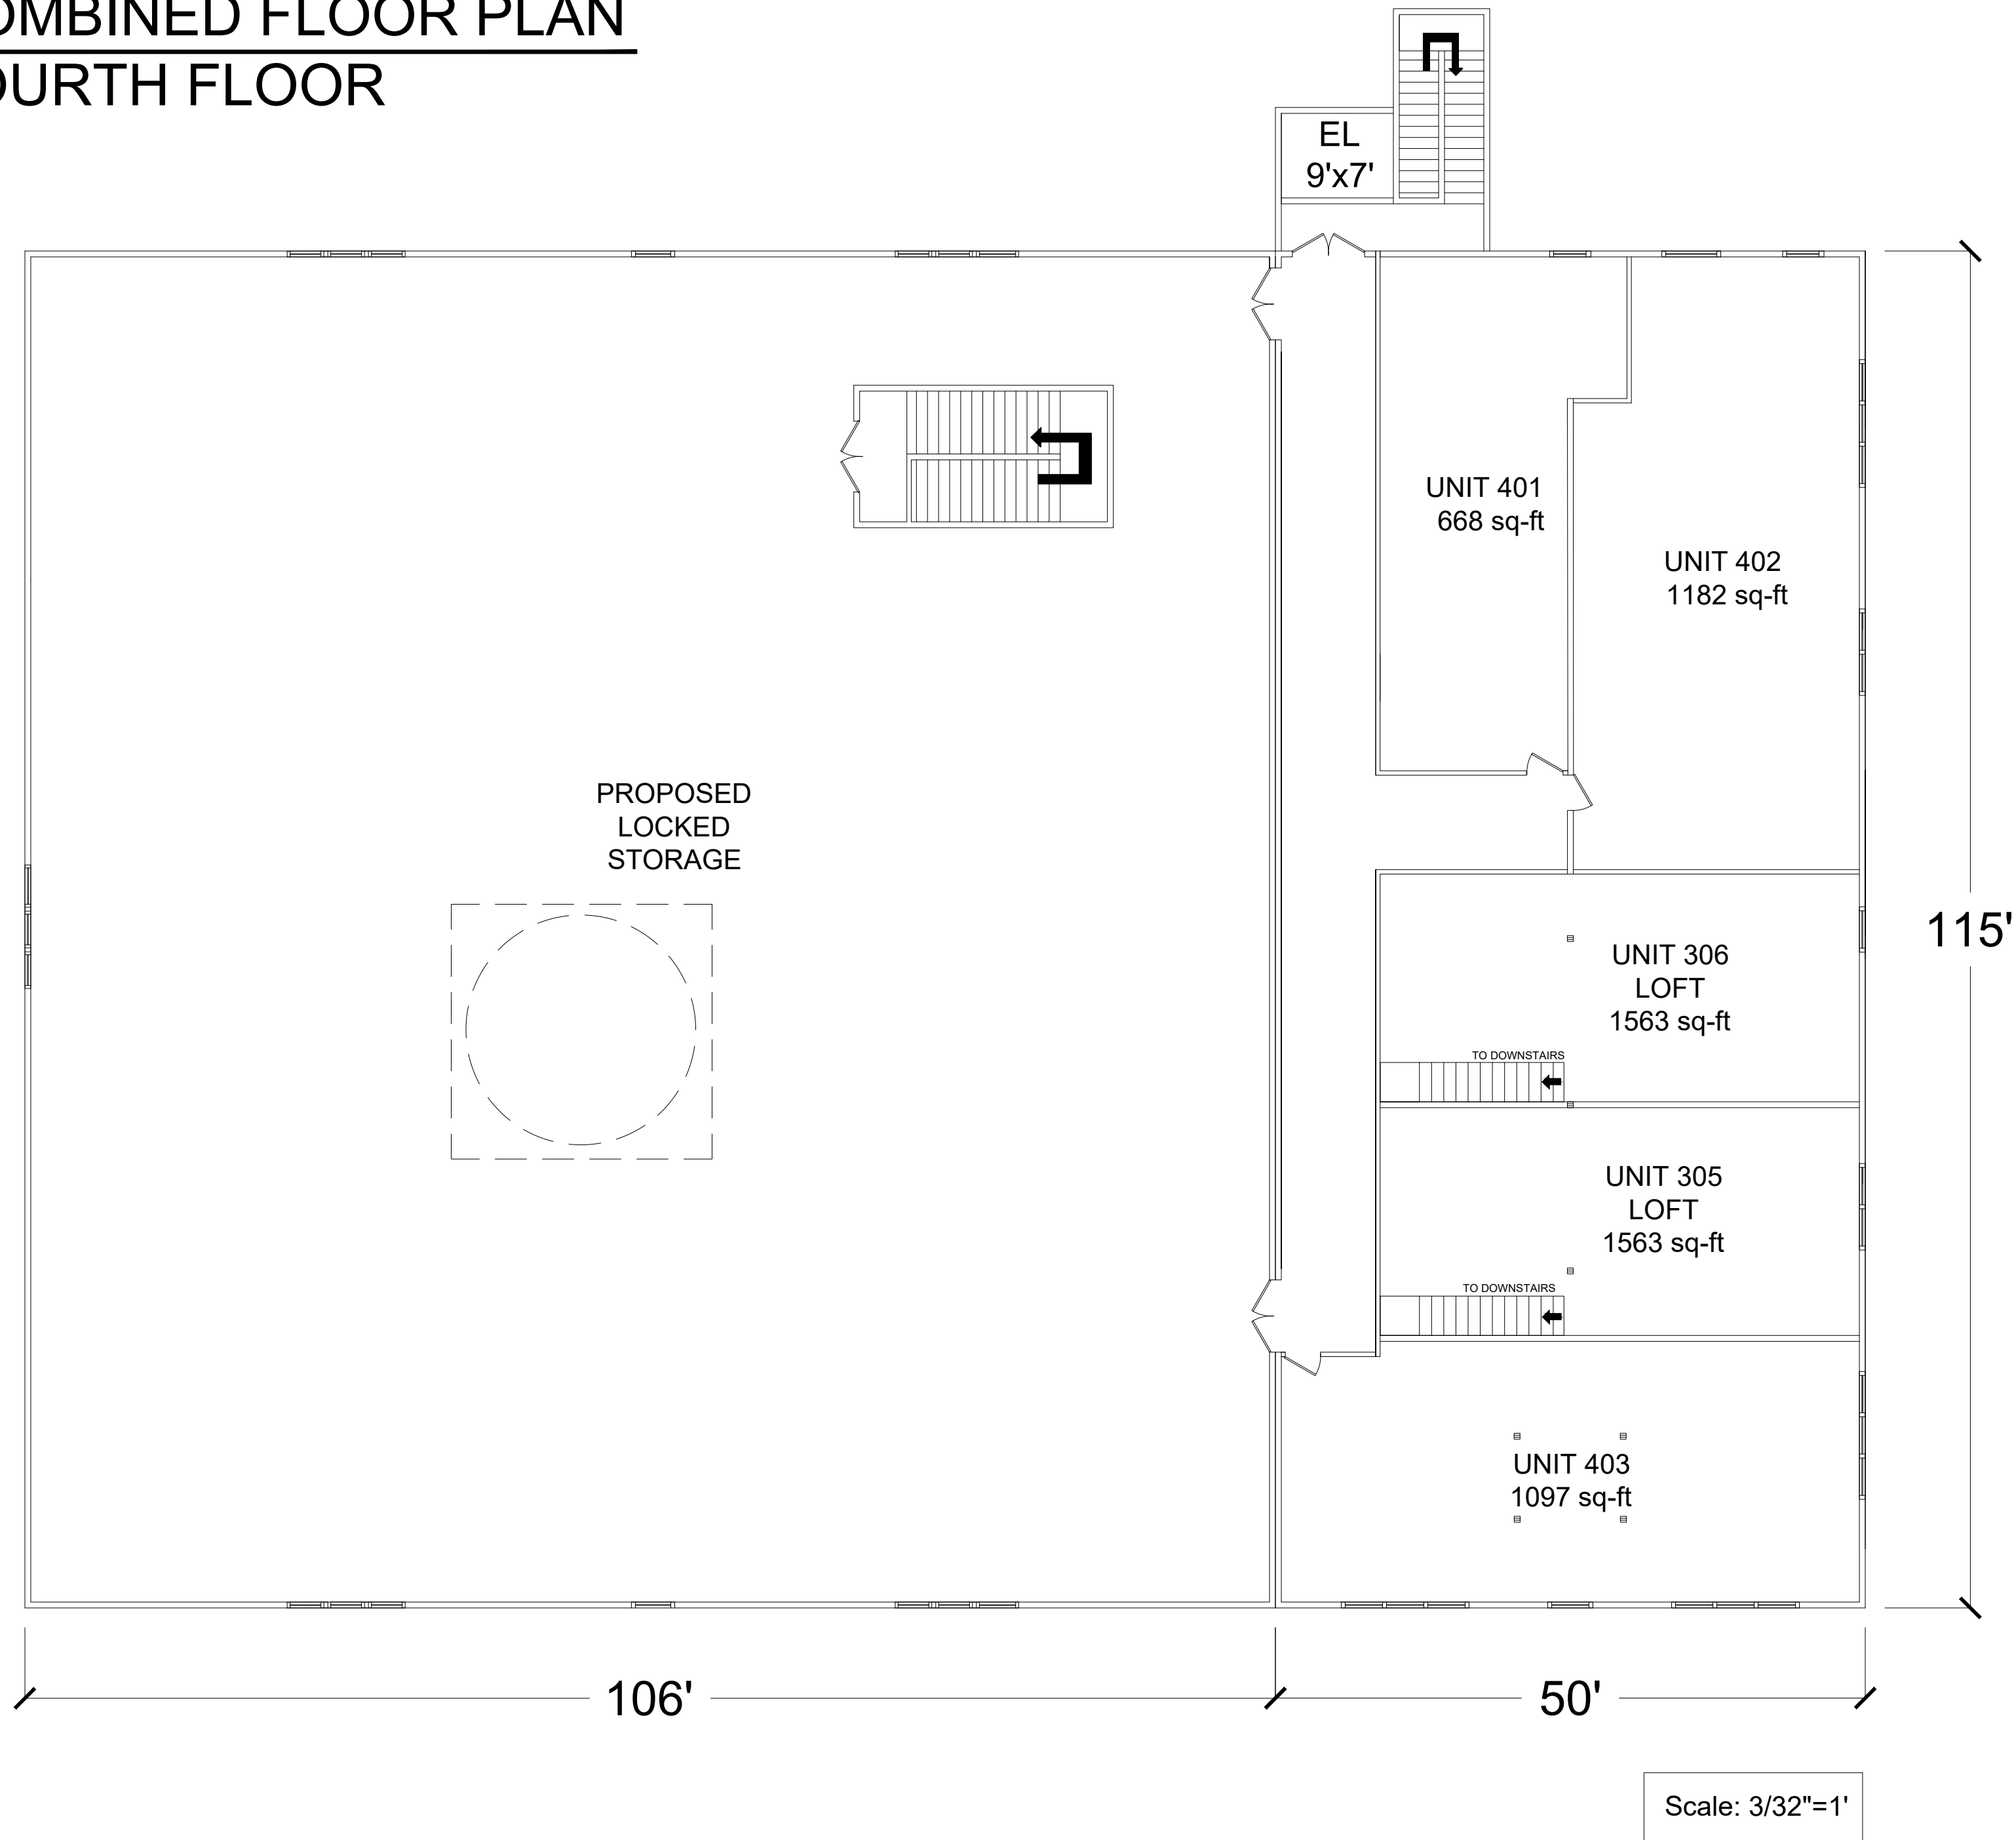 OMBINED FLOOR PLAN
OURTH FLOOR
EL
9'x7'
UNIT 401
668 sq-ft
UNIT 402
1182 sq-ft
PROPOSED
LOCKED
STORAGE
115'
UNIT 306
LOFT
1563 sq-ft
TO DOWNSTAIRS
UNIT 305
LOFT
1563 sq-ft
TO DOWNSTAIRS
UNIT 403
1097 sq-ft
106'
50'
Scale: 3/32"=1'